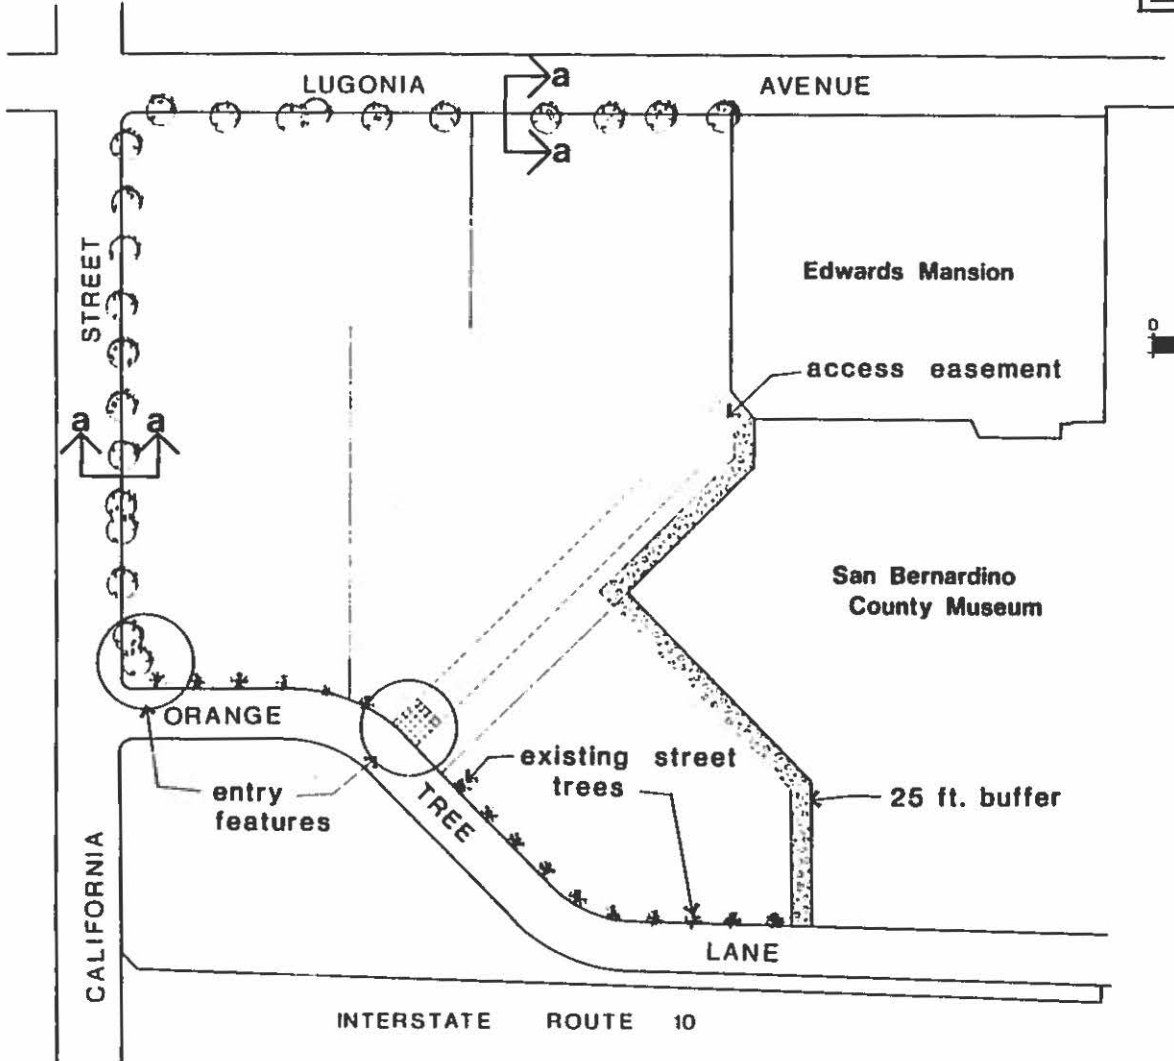 LUGONIA AVENUE
a
a
STREET
Edwards Mansion
access easement
a a
San Bernardino
County Museum
ORANGE
existing street
trees
entry
features
TREE
25 ft. buffer
CALIFORNIA
LANE
INTERSTATE ROUTE 10
0